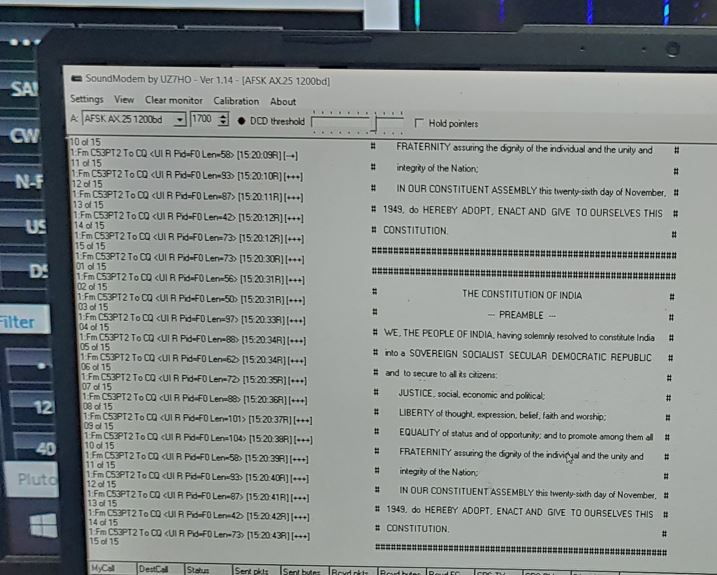 SoundModem by UZ7HO - Ver 1.14 - [AFSK AX.25 1200bd]
Settings View Clear monitor Calibration About
A: AFSK AX.25 1200bd 1700 DCD threshold Hold pointers
10 of 15
1:Fm C53PT2 To CQ <UI R Pid=F0 Len=58> [15:20:09R] [--]
11 of 15
1:Fm C53PT2 To CQ <UI R Pid=F0 Len=93> [15:20:10R] [+++]
12 of 15
1:Fm C53PT2 To CQ <UI R Pid=F0 Len=87> [15:20:11R] [+++]
13 of 15
1:Fm C53PT2 To CQ <UI R Pid=F0 Len=42> [15:20:12R] [+++]
14 of 15
1:Fm C53PT2 To CQ <UI R Pid=F0 Len=73> [15:20:12R] [+++]
15 of 15
1:Fm C53PT2 To CQ <UI R Pid=F0 Len=73> [15:20:30R] [+++]
01 of 15
1:Fm C53PT2 To CQ <UI R Pid=F0 Len=56> [15:20:31R] [+++]
02 of 15
1:Fm C53PT2 To CQ <UI R Pid=F0 Len=50> [15:20:31R] [+++]
03 of 15
1:Fm C53PT2 To CQ <UI R Pid=F0 Len=97> [15:20:33R] [+++]
04 of 15
1:Fm C53PT2 To CQ <UI R Pid=F0 Len=88> [15:20:34R] [+++]
05 of 15
1:Fm C53PT2 To CQ <UI R Pid=F0 Len=62> [15:20:34R] [+++]
06 of 15
1:Fm C53PT2 To CQ <UI R Pid=F0 Len=72> [15:20:35R] [+++]
07 of 15
1:Fm C53PT2 To CQ <UI R Pid=F0 Len=88> [15:20:36R] [+++]
08 of 15
1:Fm C53PT2 To CQ <UI R Pid=F0 Len=101> [15:20:37R] [+++]
09 of 15
1:Fm C53PT2 To CQ <UI R Pid=F0 Len=104> [15:20:38R] [+++]
10 of 15
1:Fm C53PT2 To CQ <UI R Pid=F0 Len=58> [15:20:39R] [+++]
11 of 15
1:Fm C53PT2 To CQ <UI R Pid=F0 Len=93> [15:20:40R] [+++]
12 of 15
1:Fm C53PT2 To CQ <UI R Pid=F0 Len=87> [15:20:41R] [+++]
13 of 15
1:Fm C53PT2 To CQ <UI R Pid=F0 Len=42> [15:20:42R] [+++]
14 of 15
1:Fm C53PT2 To CQ <UI R Pid=F0 Len=73> [15:20:43R] [+++]
15 of 15
# FRATERNITY assuring the dignity of the individual and the unity and #
# integrity of the Nation; #
# IN OUR CONSTITUENT ASSEMBLY this twenty-sixth day of November, #
# 1949, do HEREBY ADOPT, ENACT AND GIVE TO OURSELVES THIS #
# CONSTITUTION. #
########################################################
########################################################
# THE CONSTITUTION OF INDIA #
# --- PREAMBLE --- #
# WE, THE PEOPLE OF INDIA, having solemnly resolved to constitute India #
# into a SOVEREIGN SOCIALIST SECULAR DEMOCRATIC REPUBLIC #
# and to secure to all its citizens: #
# JUSTICE, social, economic and political; #
# LIBERTY of thought, expression, belief, faith and worship; #
# EQUALITY of status and of opportunity; and to promote among them all #
# FRATERNITY assuring the dignity of the individual and the unity and #
# integrity of the Nation; #
# IN OUR CONSTITUENT ASSEMBLY this twenty-sixth day of November, #
# 1949, do HEREBY ADOPT, ENACT AND GIVE TO OURSELVES THIS #
# CONSTITUTION. #
########################################################
MyCall DestCall Status Sent pkts Sent bytes Rcvd pkts Rcvd bytes Rcvd FC
SA
CW
N-F
US
DS
Filter
12
40
Pluto